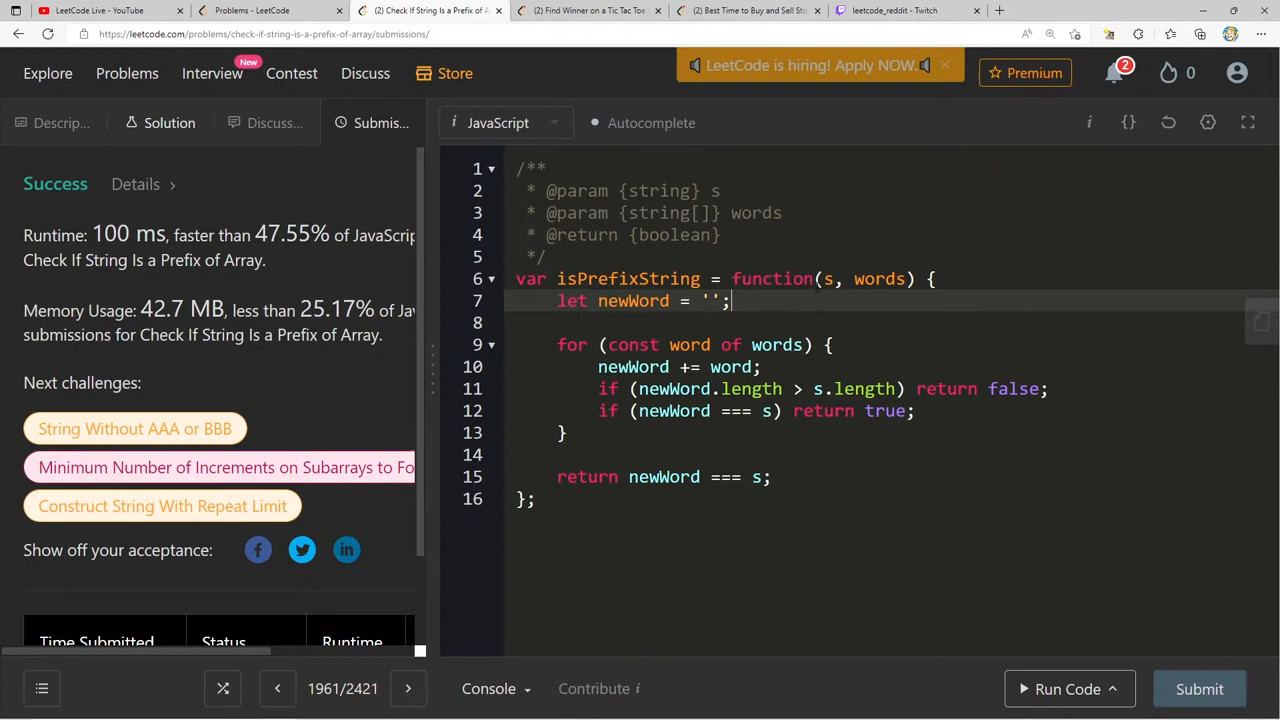 LeetCode Live - YouTube
Problems - LeetCode
(2) Check If String Is a Prefix of A
(2) Find Winner on a Tic Tac Toe
(2) Best Time to Buy and Sell Sto
leetcode_reddit - Twitch
https://leetcode.com/problems/check-if-string-is-a-prefix-of-array/submissions/
Explore
Problems
Interview
New
Contest
Discuss
Store
LeetCode is hiring! Apply NOW.
Premium
2
0
Descrip...
Solution
Discuss...
Submis...
i JavaScript
Autocomplete
i {}
Success
Details >
Runtime: 100 ms, faster than 47.55% of JavaScrip
Check If String Is a Prefix of Array.
Memory Usage: 42.7 MB, less than 25.17% of Ja
submissions for Check If String Is a Prefix of Array.
Next challenges:
String Without AAA or BBB
Minimum Number of Increments on Subarrays to Fo
Construct String With Repeat Limit
Show off your acceptance:
Time Submitted
Status
Runtime
1 /**
2 * @param {string} s
3 * @param {string[]} words
4 * @return {boolean}
5 */
6 var isPrefixString = function(s, words) {
7 let newWord = '';
8
9 for (const word of words) {
10 newWord += word;
11 if (newWord.length > s.length) return false;
12 if (newWord === s) return true;
13 }
14
15 return newWord === s;
16 };
1961/2421
Console
Contribute i
Run Code
Submit